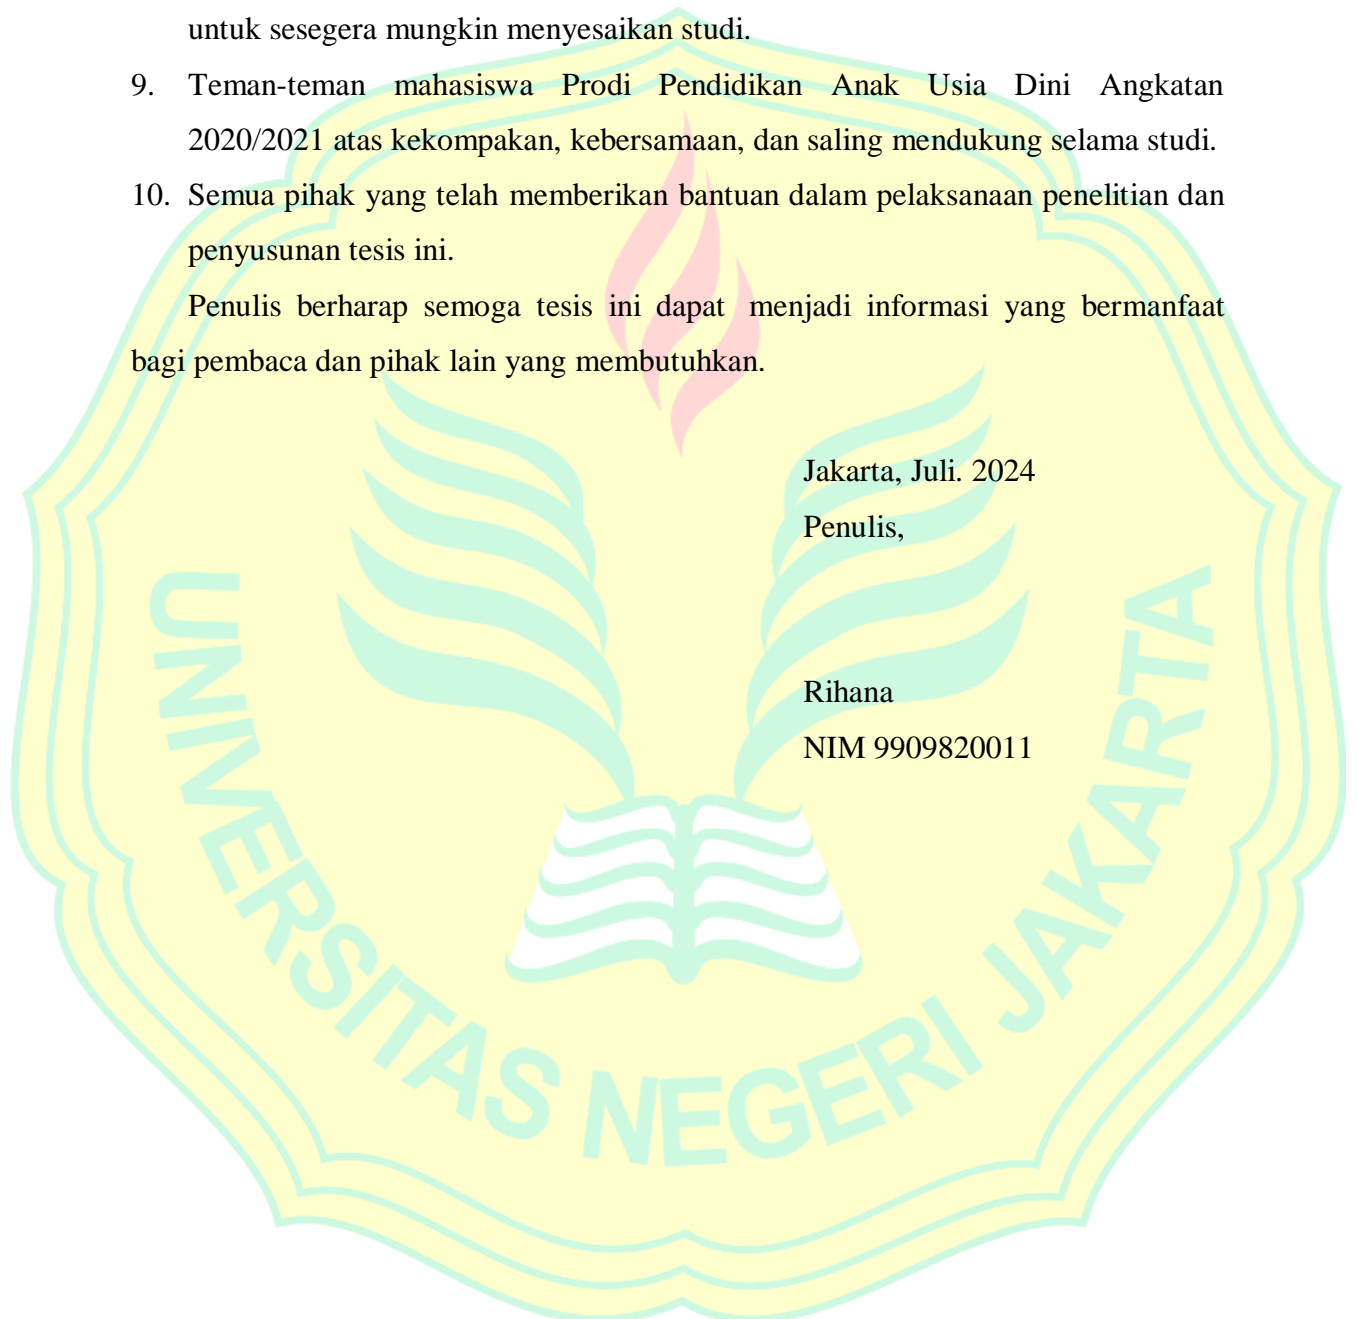 untuk sesegera mungkin menyesaikan studi.
9. Teman-teman mahasiswa Prodi Pendidikan Anak Usia Dini Angkatan
2020/2021 atas kekompakan, kebersamaan, dan saling mendukung selama studi.
10. Semua pihak yang telah memberikan bantuan dalam pelaksanaan penelitian dan
penyusunan tesis ini.
Penulis berharap semoga tesis ini dapat menjadi informasi yang bermanfaat
bagi pembaca dan pihak lain yang membutuhkan.
Jakarta, Juli. 2024
Penulis,
Rihana
NIM 9909820011
UNIVERSITAS NEGERI JAKARTA